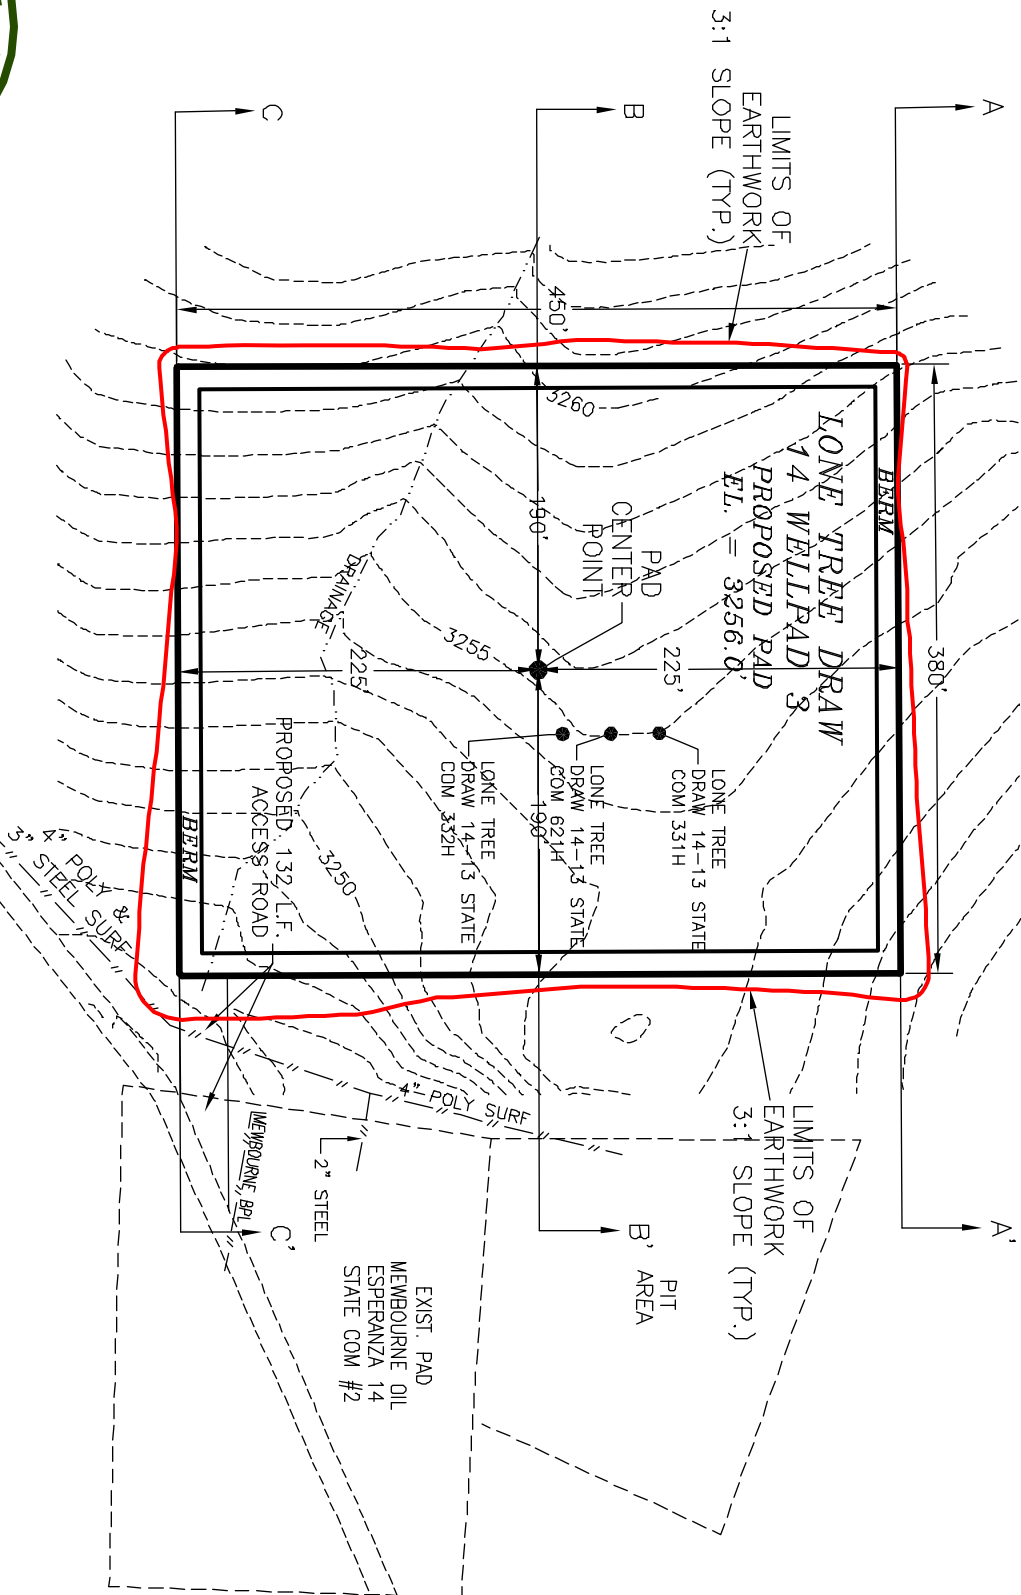 A
B
C
LIMITS OF
EARTHWORK
3:1 SLOPE (TYP.)
450'
380'
BERM
LONE TREE DRAW
14 WELLPAD 3
PROPOSED PAD
EL. = 3256.0'
3260
190'
PAD
CENTER
POINT
DRAINAGE
3255
225'
225'
LONE TREE
DRAW 14-13 STATE
COM 331H
LONE TREE
DRAW 14-13 STATE
COM 621H
LONE TREE
DRAW 14-13 STATE
COM 332H
190'
3250
PROPOSED 132 L.F.
ACCESS ROAD
BERM
4" POLY &
3" STEEL SURF
4" POLY SURF
MEWBOURNE BPL
2" STEEL
LIMITS OF
EARTHWORK
3:1 SLOPE (TYP.)
A'
B'
C'
PIT
AREA
EXIST. PAD
MEWBOURNE OIL
ESPERANZA 14
STATE COM #2